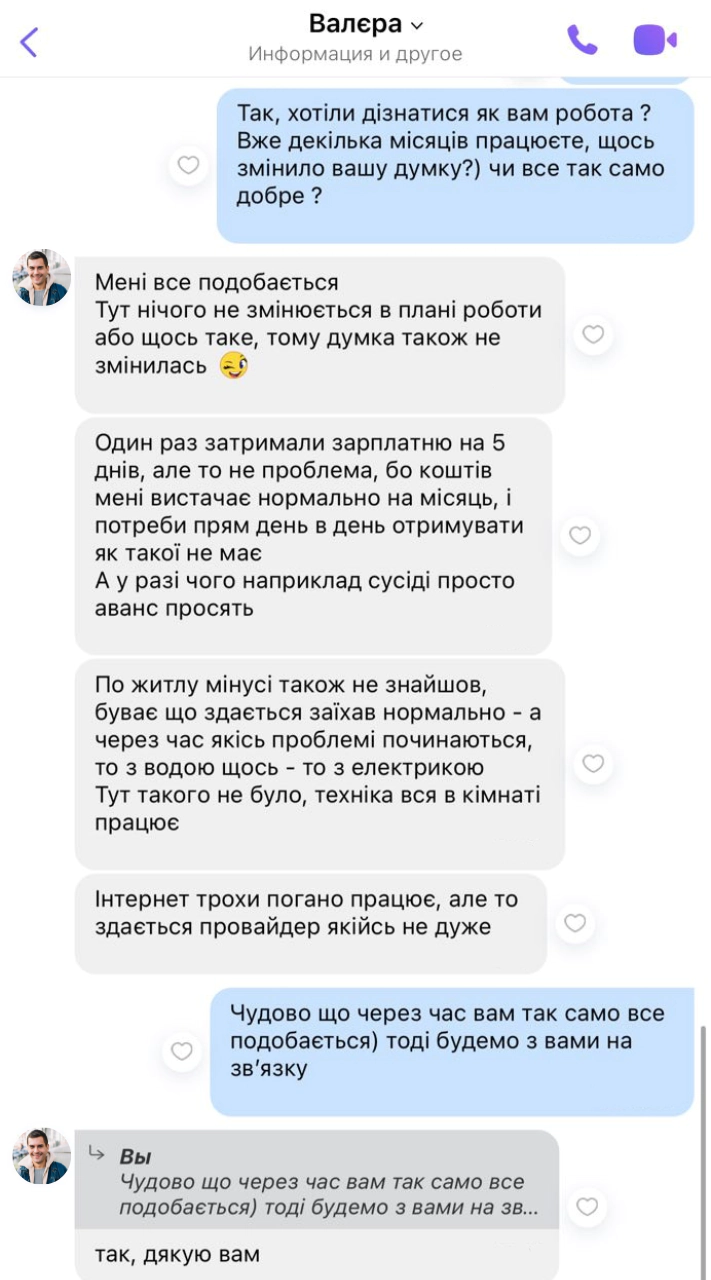 Валєра
Информация и другое
Так, хотіли дізнатися як вам робота ?
Вже декілька місяців працюєте, щось
змінило вашу думку?) чи все так само
добре ?
Мені все подобається
Тут нічого не змінюється в плані роботи
або щось таке, тому думка також не
змінилась 😉
Один раз затримали зарплатню на 5
днів, але то не проблема, бо коштів
мені вистачає нормально на місяць, і
потреби прям день в день отримувати
як такої не має
А у разі чого наприклад сусіді просто
аванс просять
По житлу мінусі також не знайшов,
буває що здається заїхав нормально - а
через час якісь проблемі починаються,
то з водою щось - то з електрикою
Тут такого не було, техніка вся в кімнаті
працює
Інтернет трохи погано працює, але то
здається провайдер якійсь не дуже
Чудово що через час вам так само все
подобається) тоді будемо з вами на
зв’язку
Вы
Чудово що через час вам так само все
подобається) тоді будемо з вами на зв...
так, дякую вам